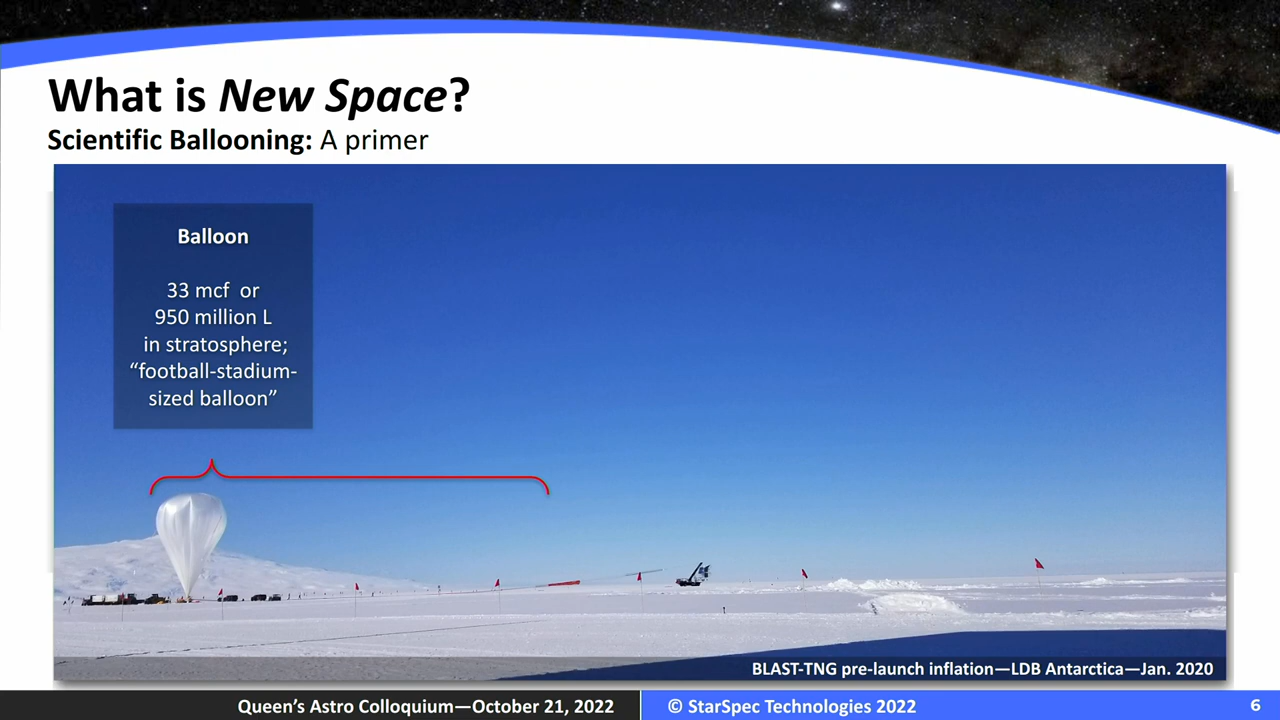 What is New Space?
Scientific Ballooning: A primer
Balloon
33 mcf or
950 million L
in stratosphere;
“football-stadium-
sized balloon”
BLAST-TNG pre-launch inflation—LDB Antarctica—Jan. 2020
Queen’s Astro Colloquium—October 21, 2022
© StarSpec Technologies 2022
6